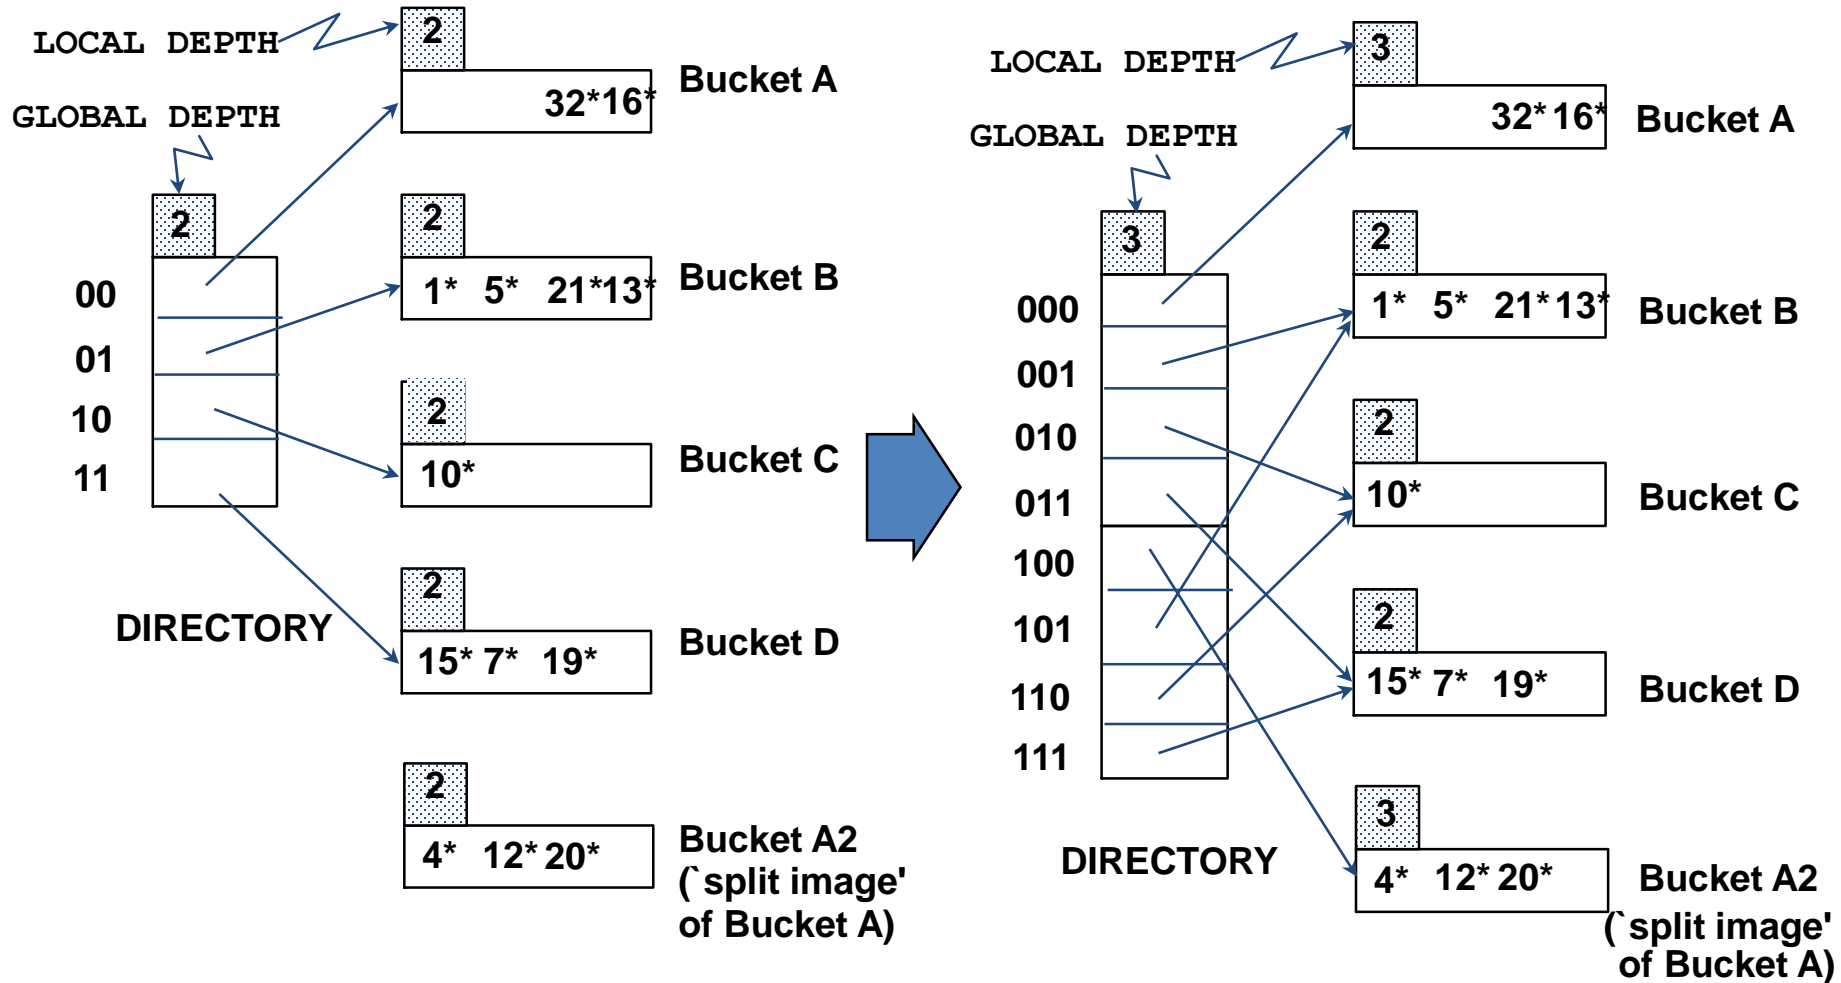 LOCAL DEPTH
2
32* 16*
Bucket A
GLOBAL DEPTH
2
2
1* 5* 21* 13*
Bucket B
00
01
10
11
2
10*
Bucket C
DIRECTORY
2
15* 7* 19*
Bucket D
2
4* 12* 20*
Bucket A2
(`split image'
of Bucket A)
LOCAL DEPTH
3
32* 16*
Bucket A
GLOBAL DEPTH
3
2
1* 5* 21* 13*
Bucket B
000
001
010
011
100
101
110
111
2
10*
Bucket C
2
15* 7* 19*
Bucket D
DIRECTORY
3
4* 12* 20*
Bucket A2
(`split image'
of Bucket A)